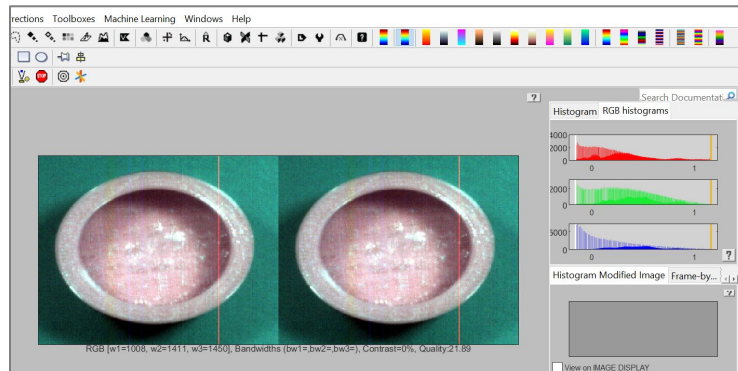 rections Toolboxes Machine Learning Windows Help
Search Documentati
Histogram RGB histograms
4000
2000
0
0 1
2000
0
0 1
5000
0
0 1
?
?
Histogram Modified Image Frame-by...
?
View on IMAGE DISPLAY
RGB [w1=1008, w2=1411, w3=1450], Bandwidths (bw1=,bw2=,bw3=), Contrast=0%, Quality:21.89